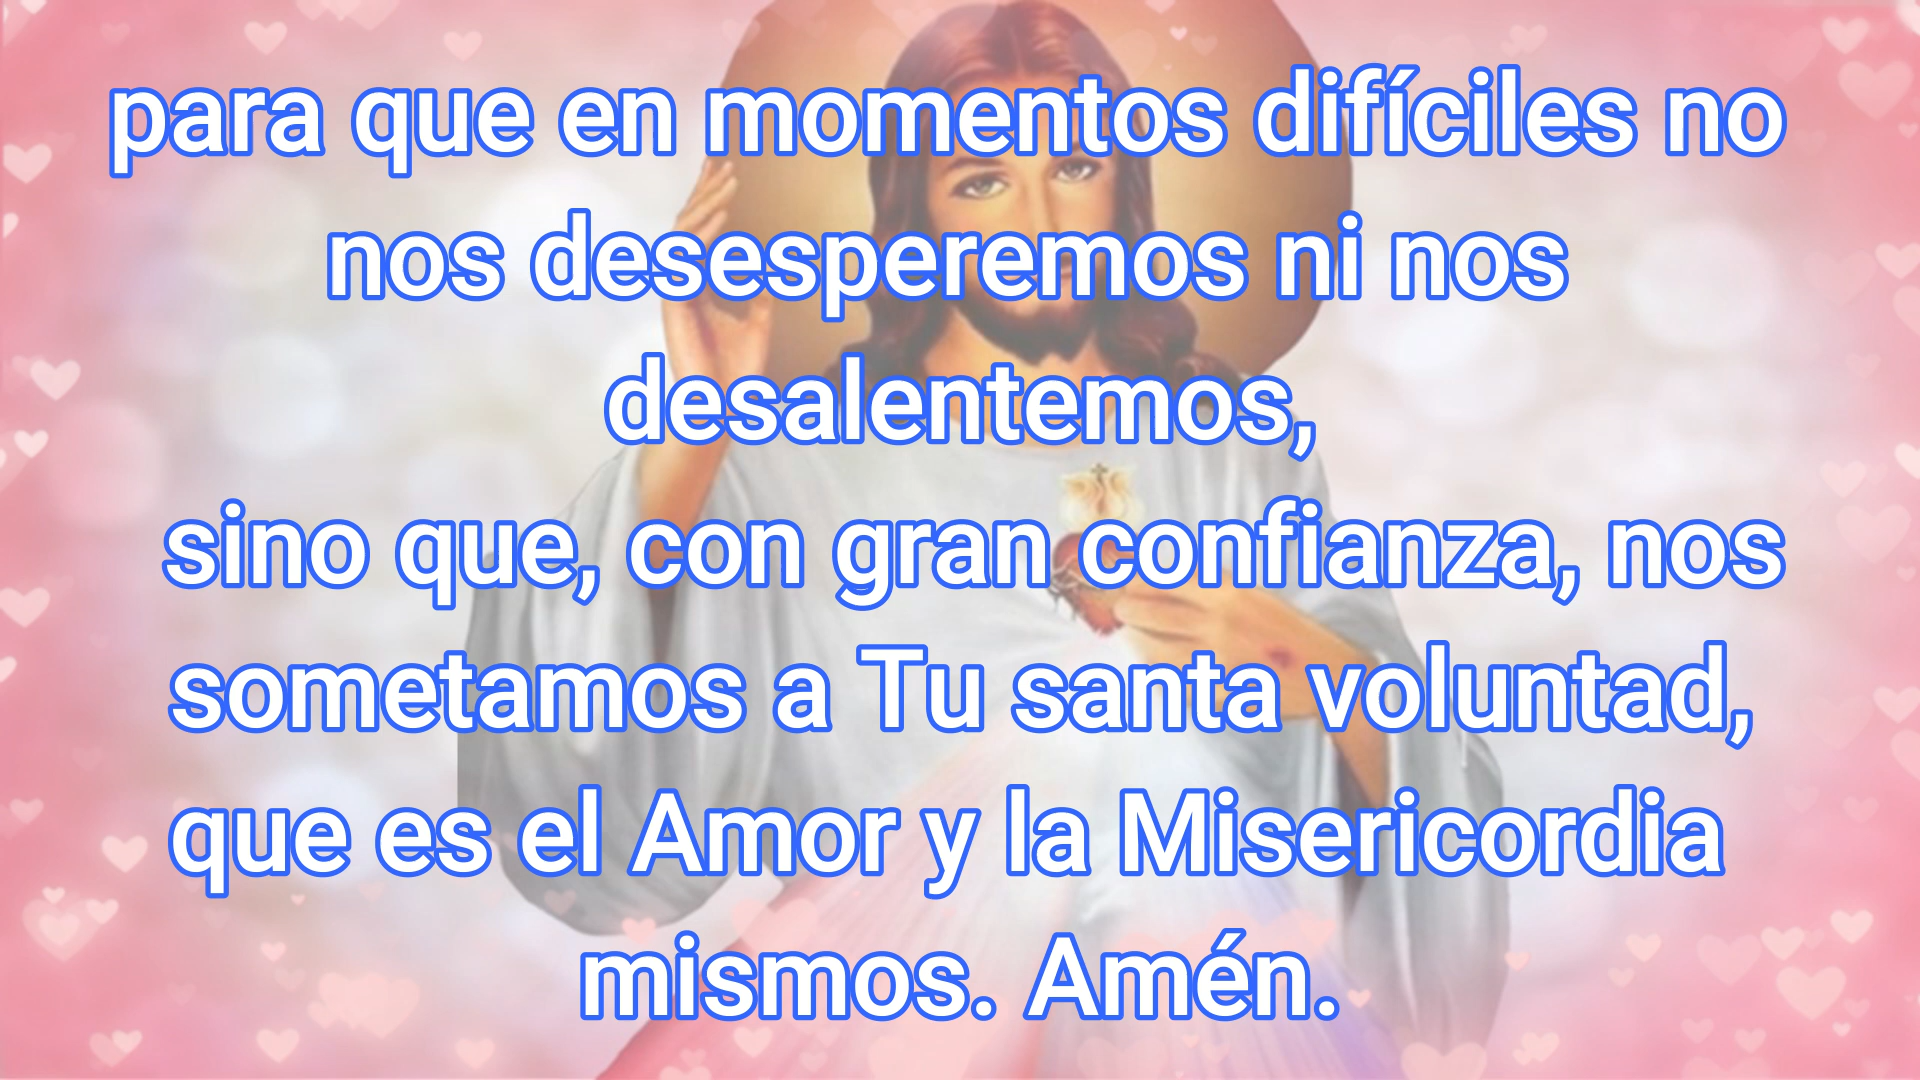 para que en momentos difíciles no
nos desesperemos ni nos
desalentemos,
sino que, con gran confianza, nos
sometamos a Tu santa voluntad,
que es el Amor y la Misericordia
mismos. Amén.